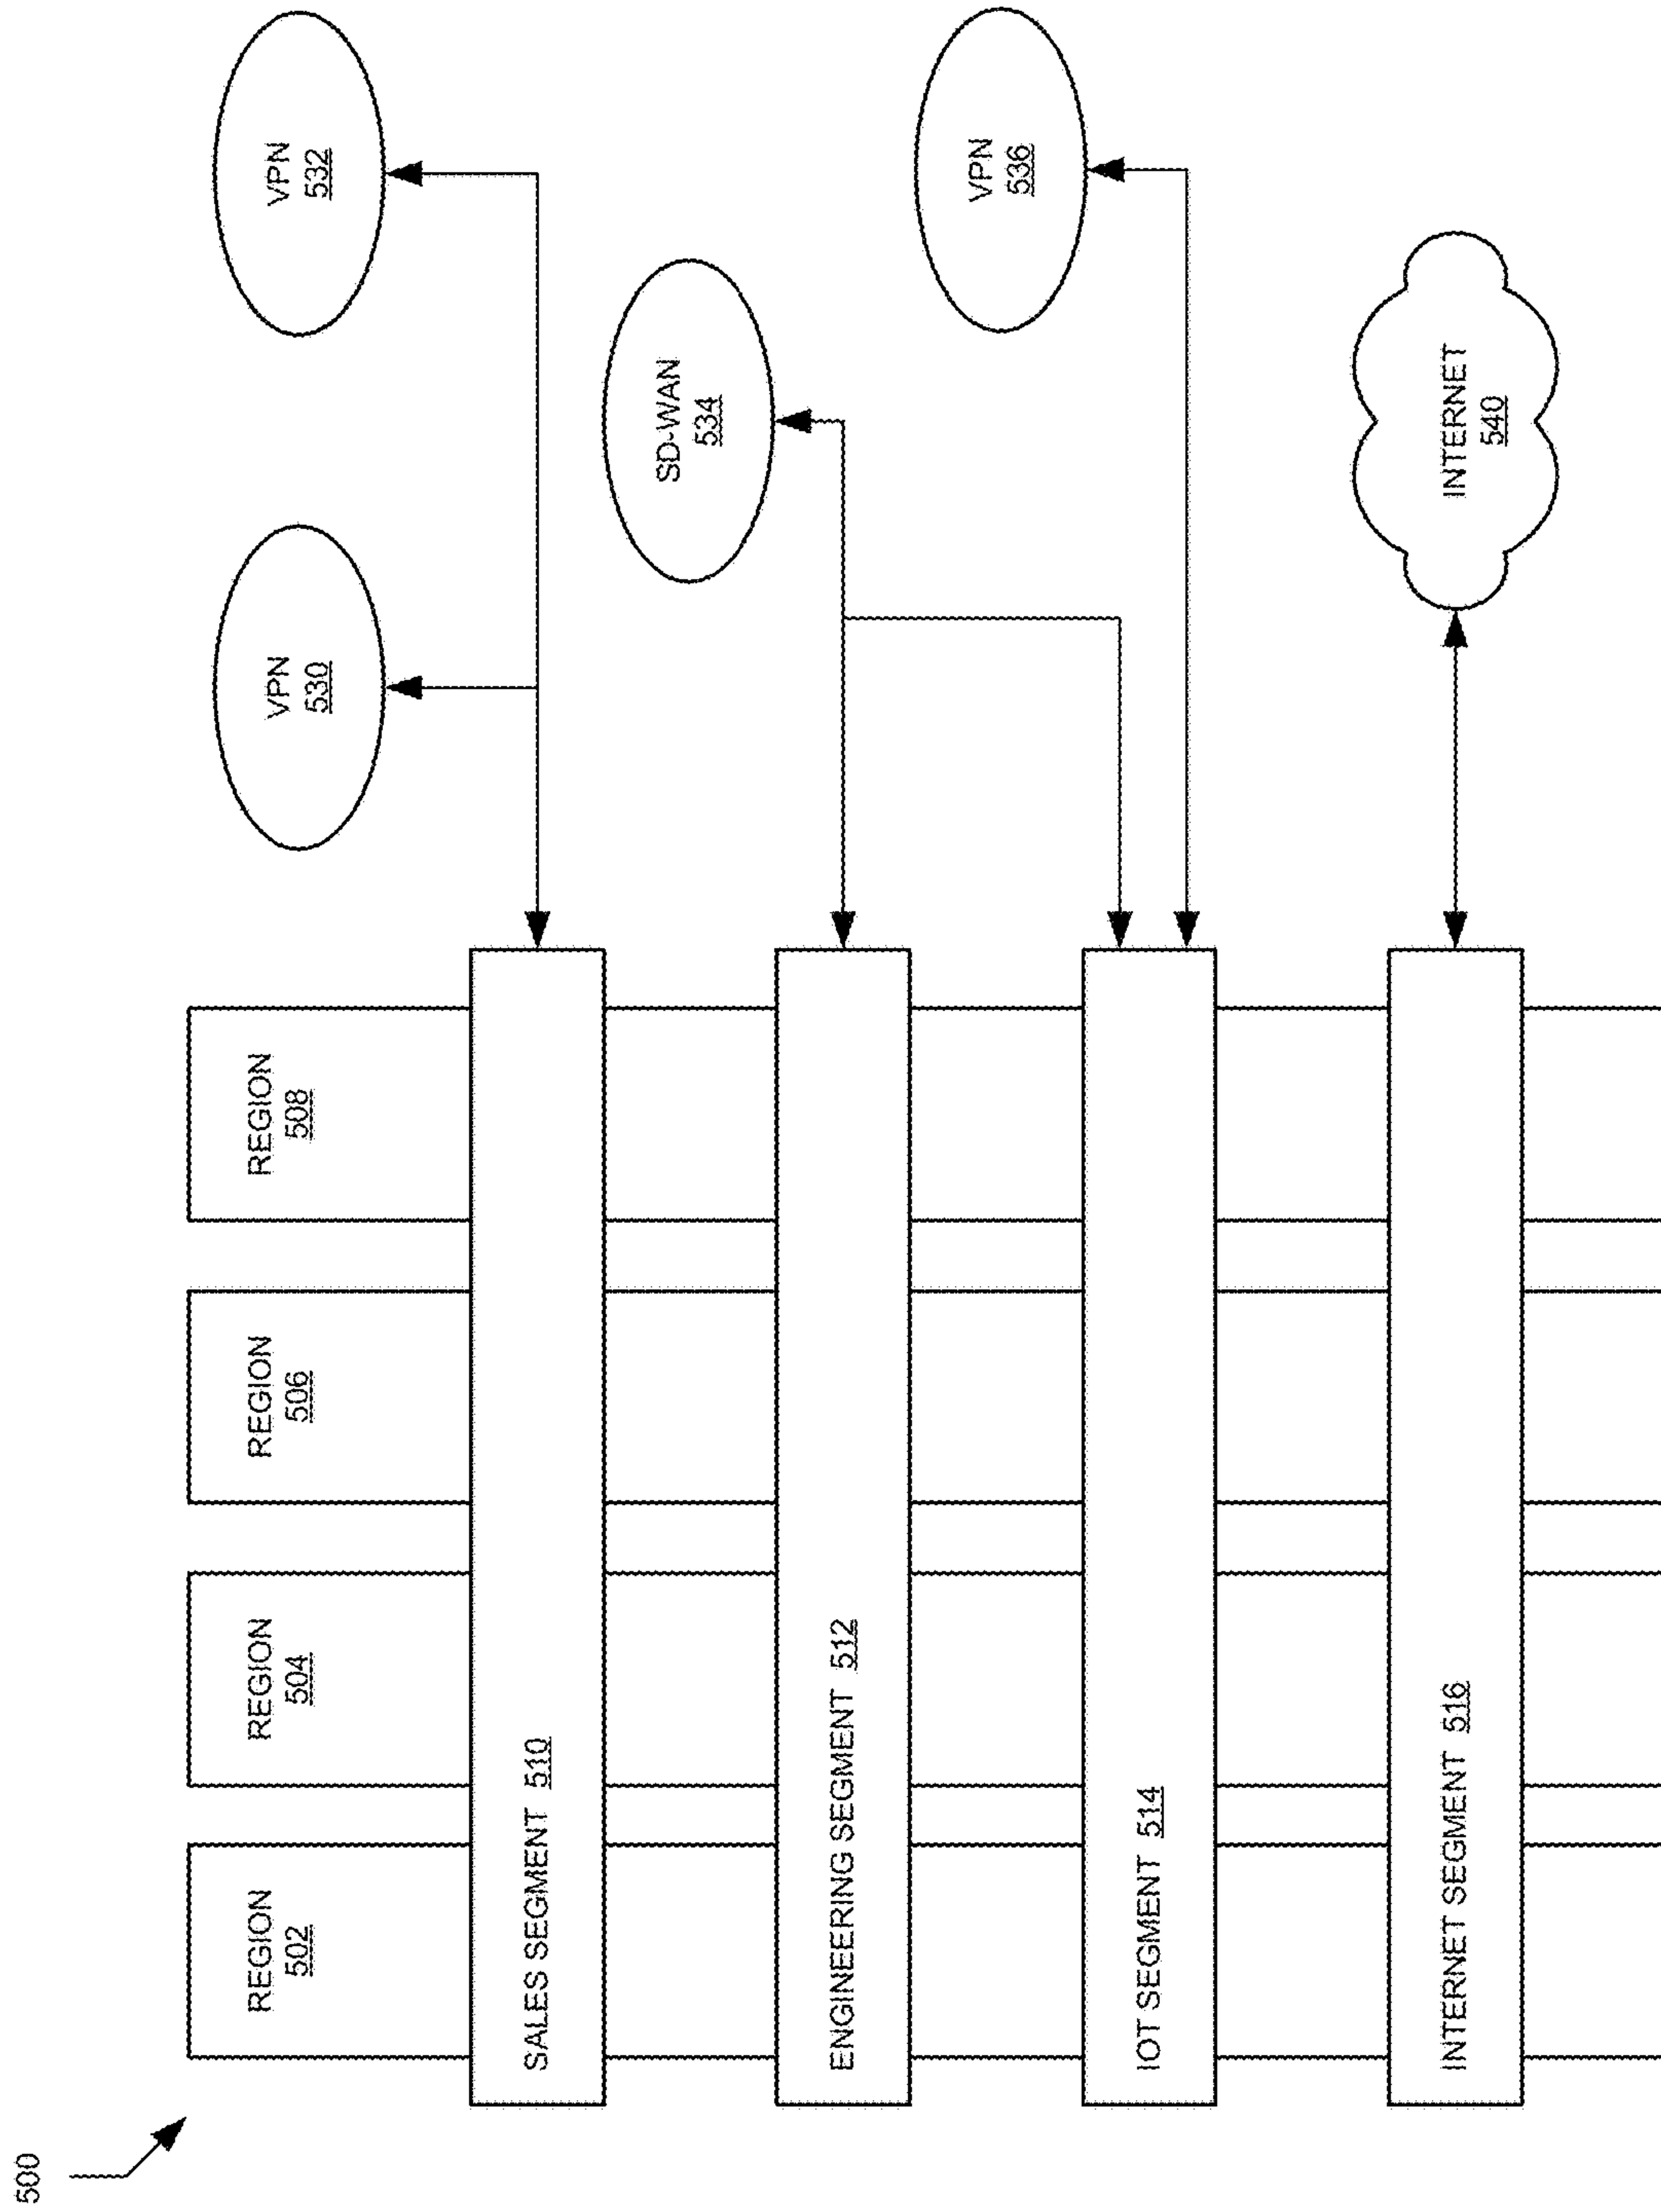 500
REGION
502
REGION
504
REGION
506
REGION
508
VPN
530
VPN
532
SALES SEGMENT 510
SD-WAN
534
ENGINEERING SEGMENT 512
VPN
536
IOT SEGMENT 514
INTERNET
540
INTERNET SEGMENT 516